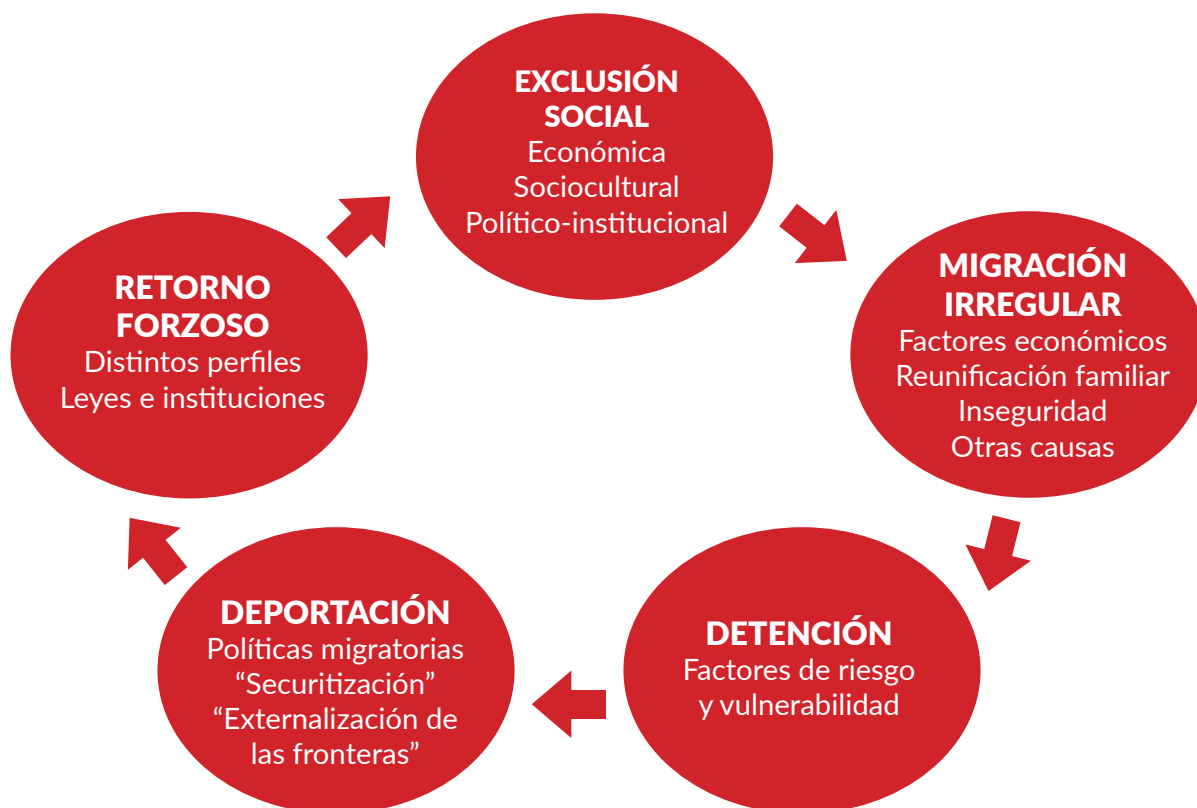 EXCLUSIÓN
SOCIAL
Económica
Sociocultural
Político-institucional
MIGRACIÓN
IRREGULAR
Factores económicos
Reunificación familiar
Inseguridad
Otras causas
DETENCIÓN
Factores de riesgo
y vulnerabilidad
DEPORTACIÓN
Políticas migratorias
“Securitización”
“Externalización de
las fronteras”
RETORNO
FORZOSO
Distintos perfiles
Leyes e instituciones